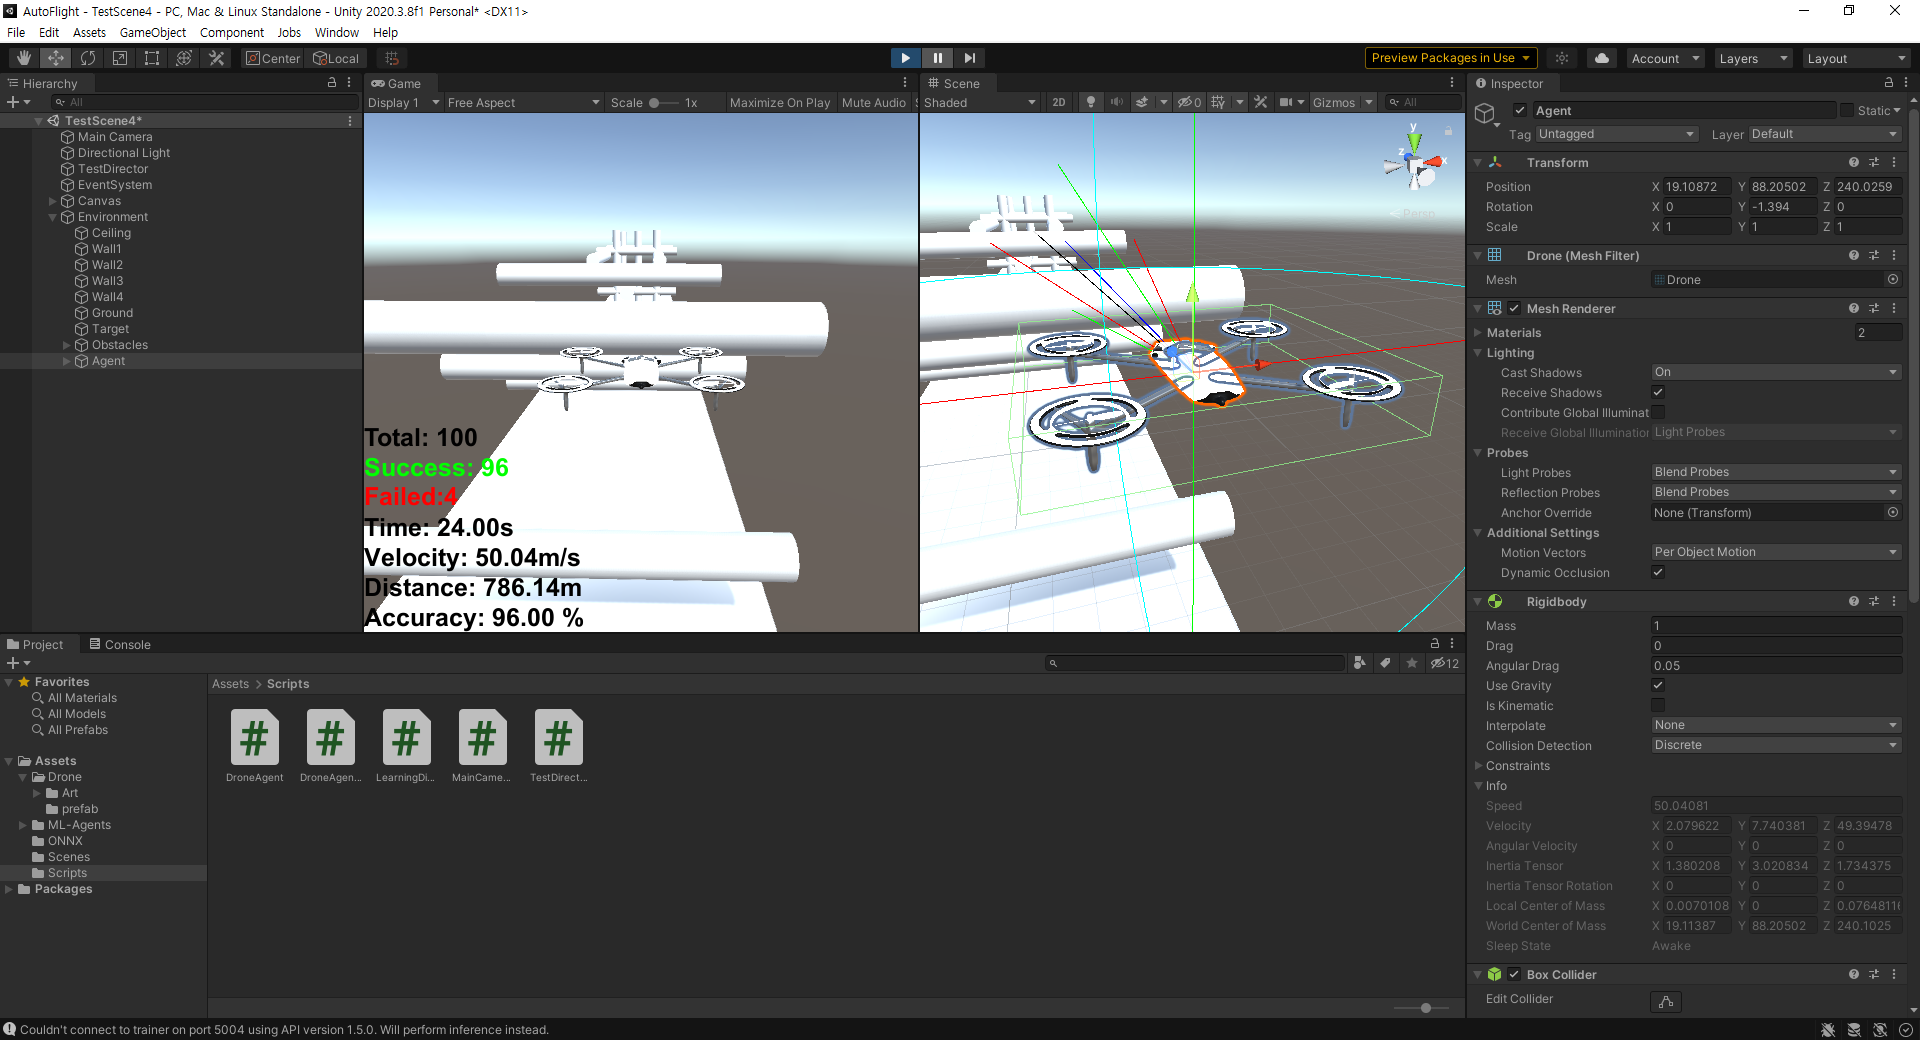 AutoFlight - TestScene4 - PC, Mac & Linux Standalone - Unity 2020.3.8f1 Personal* <DX11>
File Edit Assets GameObject Component Jobs Window Help
Center Local Preview Packages in Use Account Layers Layout
Hierarchy
All
TestScene4*
Main Camera
Directional Light
TestDirector
EventSystem
Canvas
Environment
Ceiling
Wall1
Wall2
Wall3
Wall4
Ground
Target
Obstacles
Agent
Game
Display 1 Free Aspect Scale 1x Maximize On Play Mute Audio S
Total: 100
Success: 96
Failed:4
Time: 24.00s
Velocity: 50.04m/s
Distance: 786.14m
Accuracy: 96.00 %
Scene
Shaded 2D 0 Gizmos All
y
z
x
Persp
Inspector
Agent Static
Tag Untagged Layer Default
Transform
Position X 19.10872 Y 88.20502 Z 240.0259
Rotation X 0 Y -1.394 Z 0
Scale X 1 Y 1 Z 1
Drone (Mesh Filter)
Mesh Drone
Mesh Renderer
Materials 2
Lighting
Cast Shadows On
Receive Shadows
Contribute Global Illuminat
Receive Global Illumination Light Probes
Probes
Light Probes Blend Probes
Reflection Probes Blend Probes
Anchor Override None (Transform)
Additional Settings
Motion Vectors Per Object Motion
Dynamic Occlusion
Rigidbody
Mass 1
Drag 0
Angular Drag 0.05
Use Gravity
Is Kinematic
Interpolate None
Collision Detection Discrete
Constraints
Info
Speed 50.04081
Velocity X 2.079622 Y 7.740381 Z 49.39478
Angular Velocity X 0 Y 0 Z 0
Inertia Tensor X 1.380208 Y 3.020834 Z 1.734375
Inertia Tensor Rotation X 0 Y 0 Z 0
Local Center of Mass X 0.0070108 Y 0 Z 0.0764811
World Center of Mass X 19.11387 Y 88.20502 Z 240.1025
Sleep State Awake
Box Collider
Edit Collider
Project Console
12
Favorites
All Materials
All Models
All Prefabs
Assets
Drone
Art
prefab
ML-Agents
ONNX
Scenes
Scripts
Packages
Assets > Scripts
DroneAgent DroneAgen... LearningDi... MainCame... TestDirect...
Couldn't connect to trainer on port 5004 using API version 1.5.0. Will perform inference instead.